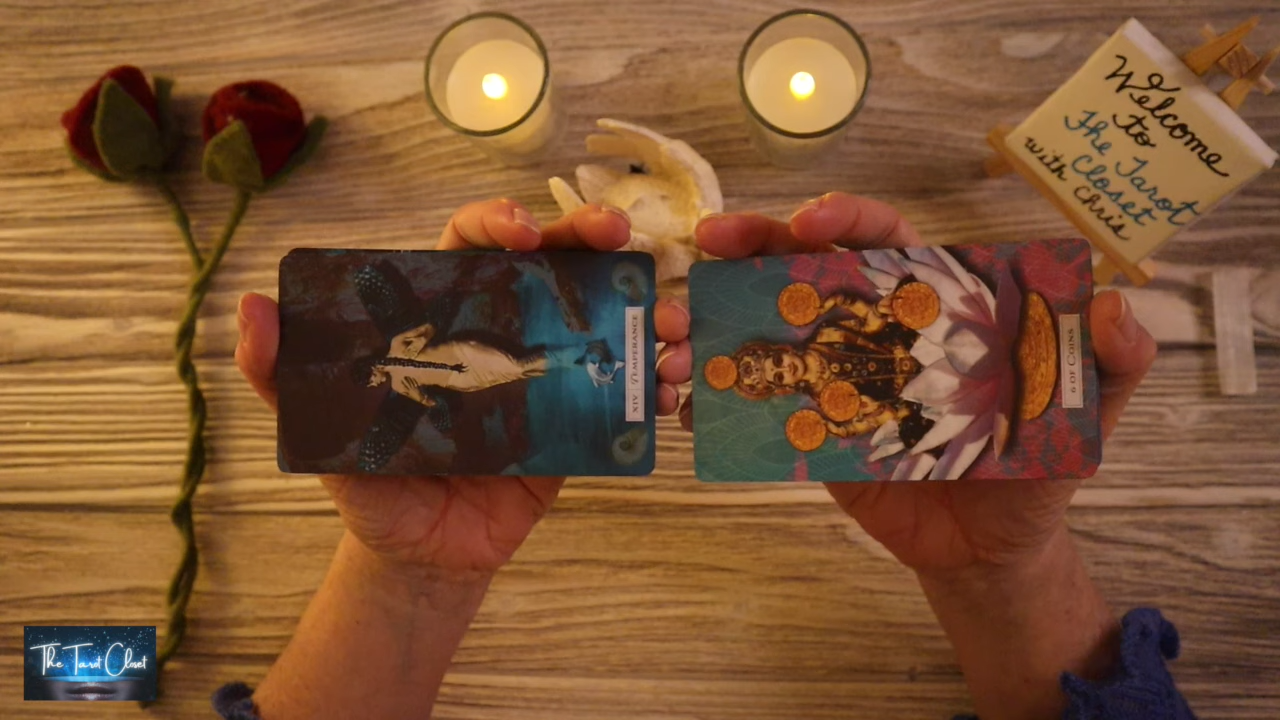 Welcome
to
The Tarot
Closet
with Chris
XIV TEMPERANCE
6 OF COINS
The Tarot Closet